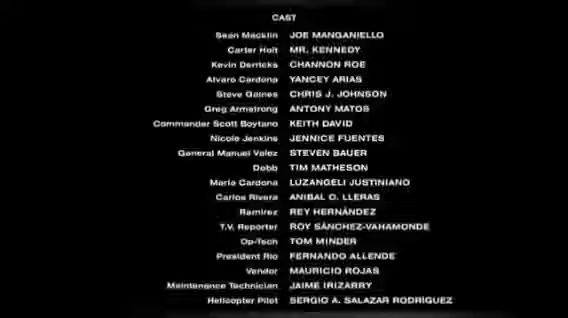 CAST
Sean Macklin JOE MANGANIELLO
Carter Holt MR. KENNEDY
Kevin Derricks CHANNON ROE
Alvaro Cardona YANCEY ARIAS
Steve Gaines CHRIS J. JOHNSON
Greg Armstrong ANTONY MATOS
Commander Scott Boytano KEITH DAVID
Nicole Jenkins JENNICE FUENTES
General Manuel Valez STEVEN BAUER
Debb TIM MATHESON
Maria Cardona LUZANGELI JUSTINIANO
Carlos Rivera ANIBAL O. LLERAS
Ramirez REY HERNÁNDEZ
T.V. Reporter ROY SÁNCHEZ-VAHAMONDE
Op-Tech TOM MINDER
President Rio FERNANDO ALLENDE
Vendor MAURICIO ROJAS
Maintenance Technician JAIME IRIZARRY
Helicopter Pilot SERGIO A. SALAZAR RODRÍGUEZ